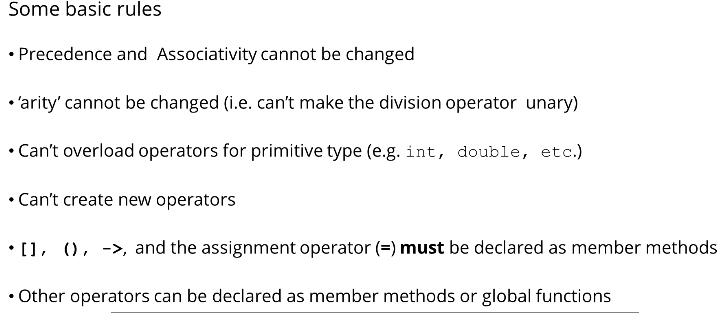 Some basic rules
• Precedence and Associativity cannot be changed
• 'arity' cannot be changed (i.e. can't make the division operator unary)
• Can't overload operators for primitive type (e.g. int, double, etc.)
• Can't create new operators
• [], (), ->, and the assignment operator (=) must be declared as member methods
• Other operators can be declared as member methods or global functions